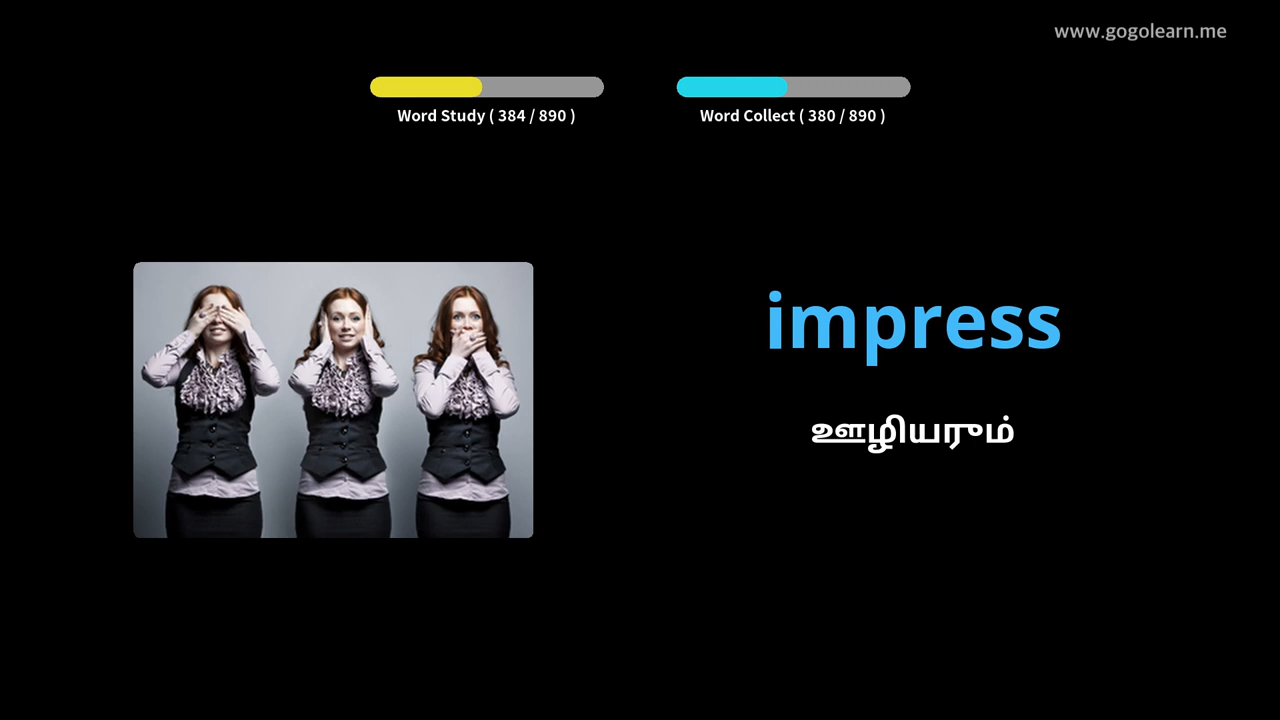 www.gogolearn.me
Word Study ( 384 / 890 )
Word Collect ( 380 / 890 )
impress
ஊழியரும்